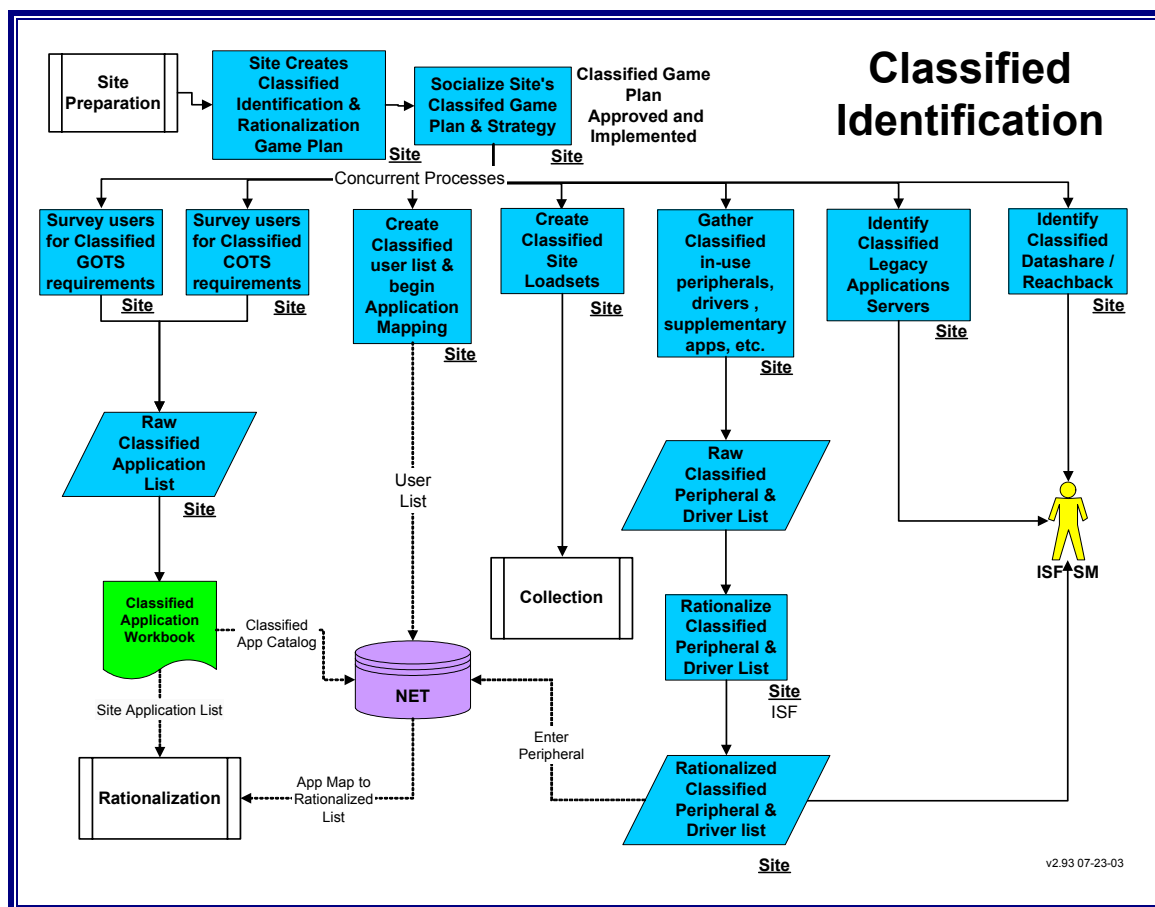 Classified
Identification
Site
Preparation
Site Creates
Classified
Identification &
Rationalization
Game Plan
Site
Socialize Site's
Classifed Game
Plan & Strategy
Site
Classified Game
Plan
Approved and
Implemented
Concurrent Processes
Survey users
for Classified
GOTS
requirements
Site
Survey users
for Classified
COTS
requirements
Site
Create
Classified
user list &
begin
Application
Mapping
Site
Create
Classified
Site
Loadsets
Site
Gather
Classified
in-use
peripherals,
drivers ,
supplementary
apps, etc.
Site
Identify
Classified
Legacy
Applications
Servers
Site
Identify
Classified
Datashare /
Reachback
Site
Raw
Classified
Application
List
Site
User
List
Raw
Classified
Peripheral &
Driver List
ISF SM
Classified
Application
Workbook
Classified
App Catalog
Collection
Rationalize
Classified
Peripheral &
Driver List
Site
ISF
NET
Site Application List
Enter
Peripheral
Rationalization
App Map to
Rationalized
List
Rationalized
Classified
Peripheral &
Driver list
Site
v2.93 07-23-03